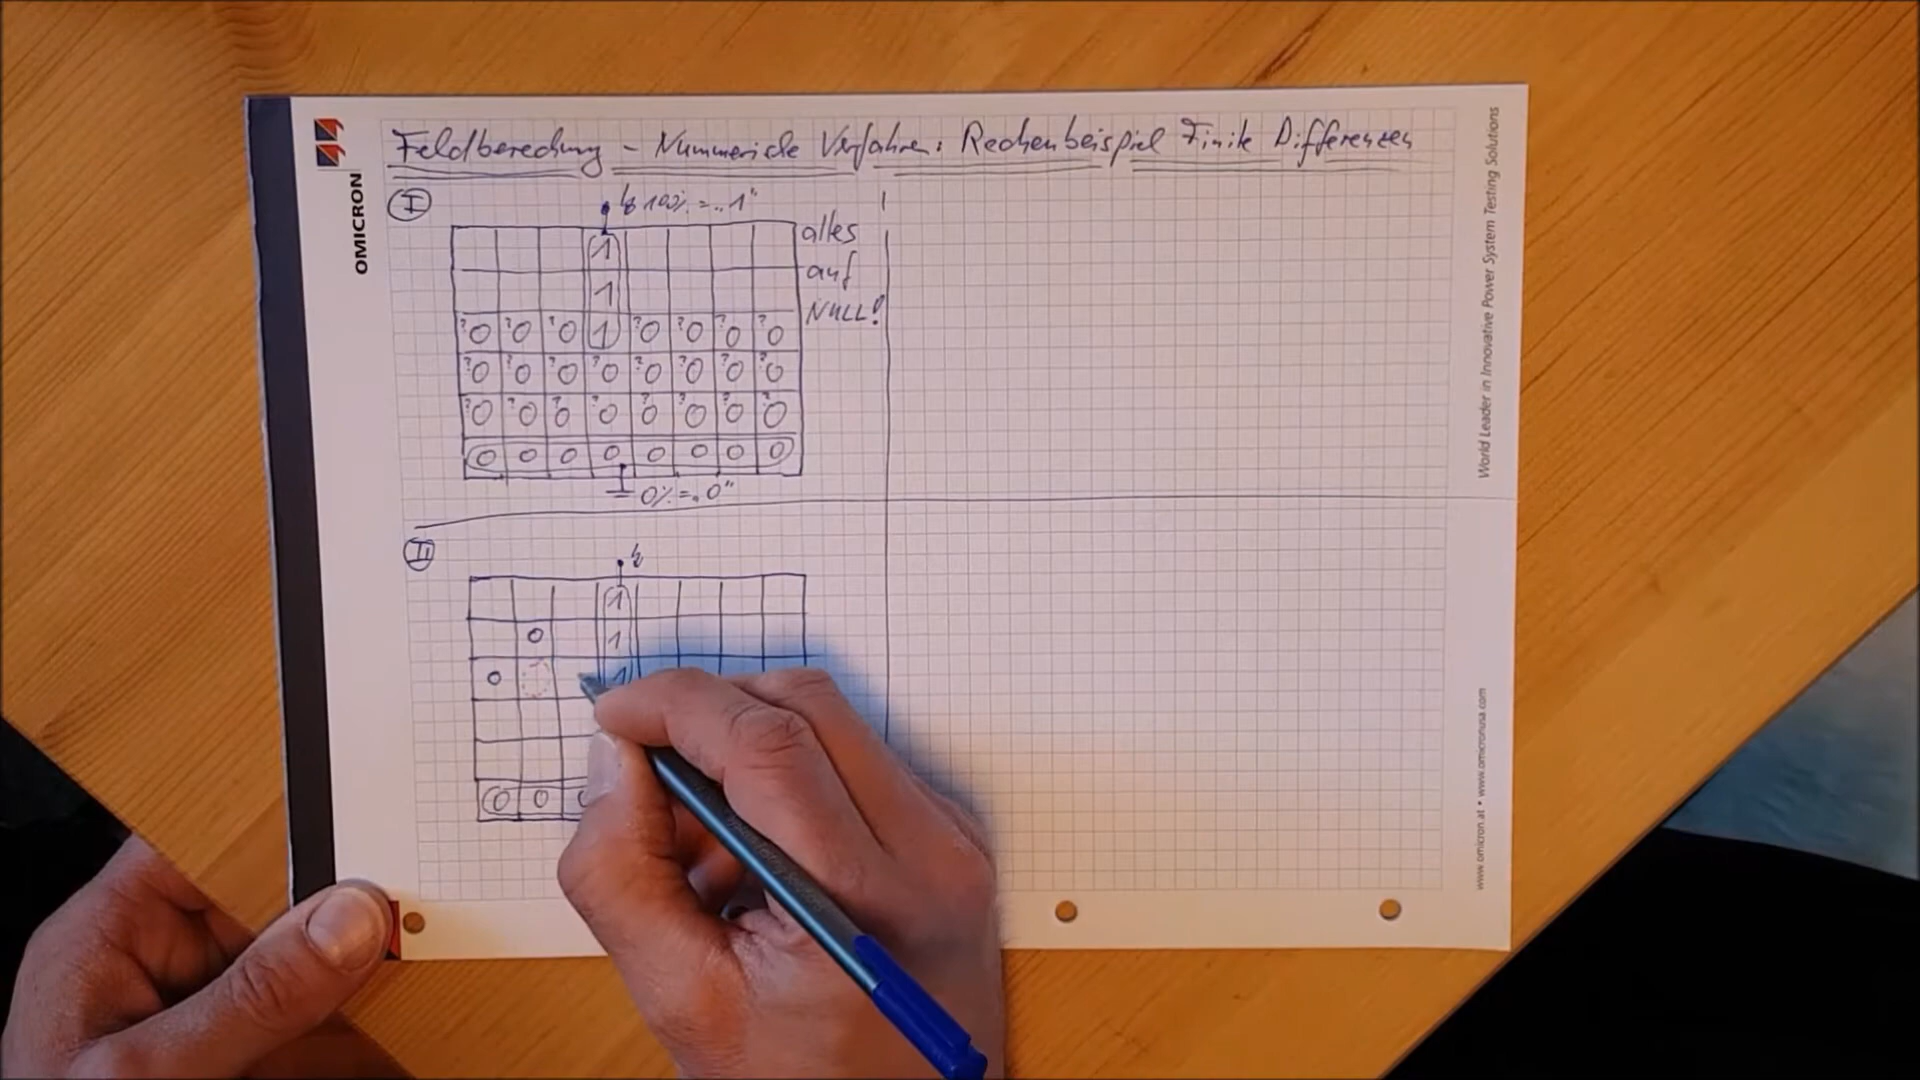 Feldberechnung – Nummerische Verfahren: Rechenbeispiel Finite Differenzen
I
100% = "1"
1
1
alles
auf
NULL!
?0 ?0 ?0 1 ?0 ?0 ?0 ?0
?0 ?0 ?0 ?0 ?0 ?0 ?0 ?0
?0 ?0 ?0 ?0 ?0 ?0 ?0 ?0
0 0 0 0 0 0 0 0
0% = "0"
II
1
0 1
0 1
0 0
OMICRON
World Leader in Innovative Power System Testing Solutions
www.omicron.at • www.omicronusa.com